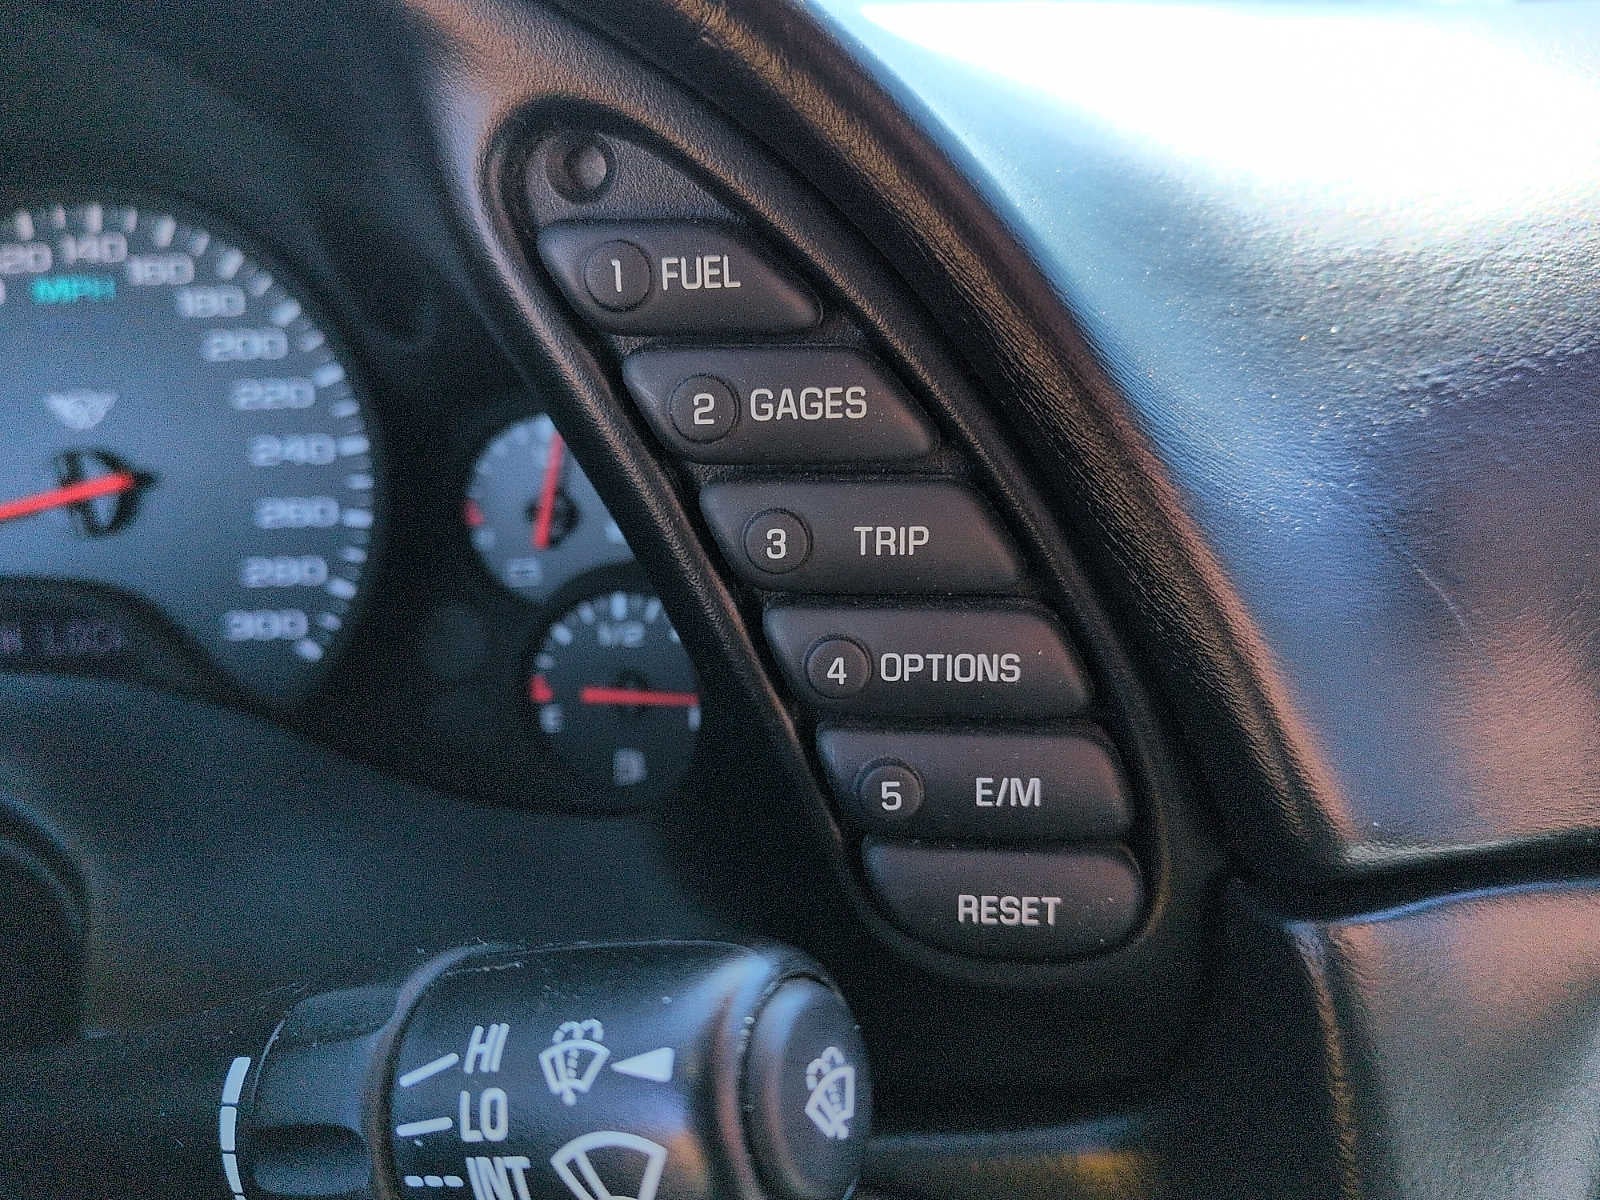 140
160
MPH
180
200
220
240
260
280
300
1/2
E
1 FUEL
2 GAGES
3 TRIP
4 OPTIONS
5 E/M
RESET
HI
LO
INT